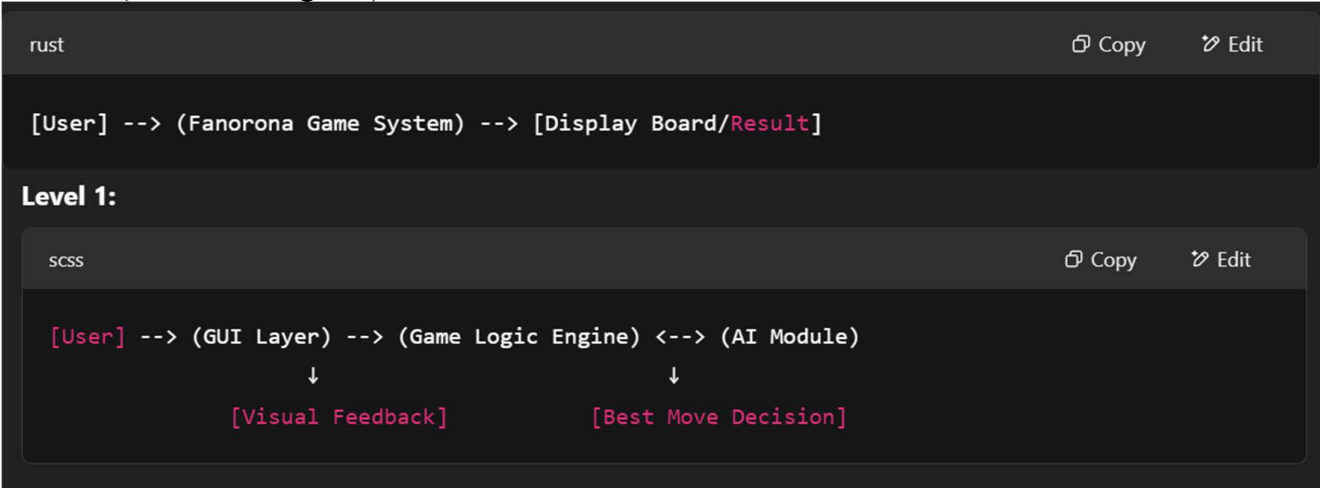 rust Copy Edit
[User] --> (Fanorona Game System) --> [Display Board/Result]
Level 1:
scss Copy Edit
[User] --> (GUI Layer) --> (Game Logic Engine) <--> (AI Module)
↓ ↓
[Visual Feedback] [Best Move Decision]